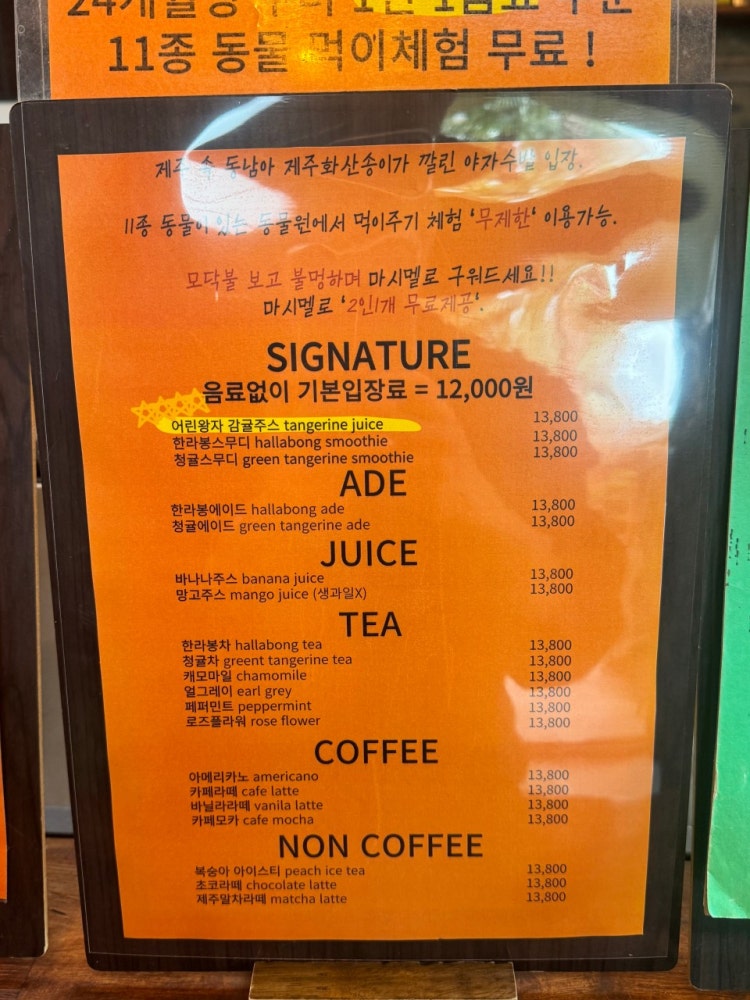 11종 동물 먹이체험 무료 !
제주 속 동남아 제주화산송이가 깔린 야자수밭 입장.
11종 동물이 있는 동물원에서 먹이주기 체험 '무제한' 이용가능.
모닥불 보고 불멍하며 마시멜로 구워드세요!!
마시멜로 '2인1개 무료제공'.
SIGNATURE
음료없이 기본입장료 = 12,000원
어린왕자 감귤주스 tangerine juice 13,800
한라봉스무디 hallabong smoothie 13,800
청귤스무디 green tangerine smoothie 13,800
ADE
한라봉에이드 hallabong ade 13,800
청귤에이드 green tangerine ade 13,800
JUICE
바나나주스 banana juice 13,800
망고주스 mango juice (생과일X) 13,800
TEA
한라봉차 hallabong tea 13,800
청귤차 greent tangerine tea 13,800
캐모마일 chamomile 13,800
얼그레이 earl grey 13,800
페퍼민트 peppermint 13,800
로즈플라워 rose flower 13,800
COFFEE
아메리카노 americano 13,800
카페라떼 cafe latte 13,800
바닐라라떼 vanila latte 13,800
카페모카 cafe mocha 13,800
NON COFFEE
복숭아 아이스티 peach ice tea 13,800
초코라떼 chocolate latte 13,800
제주말차라떼 matcha latte 13,800